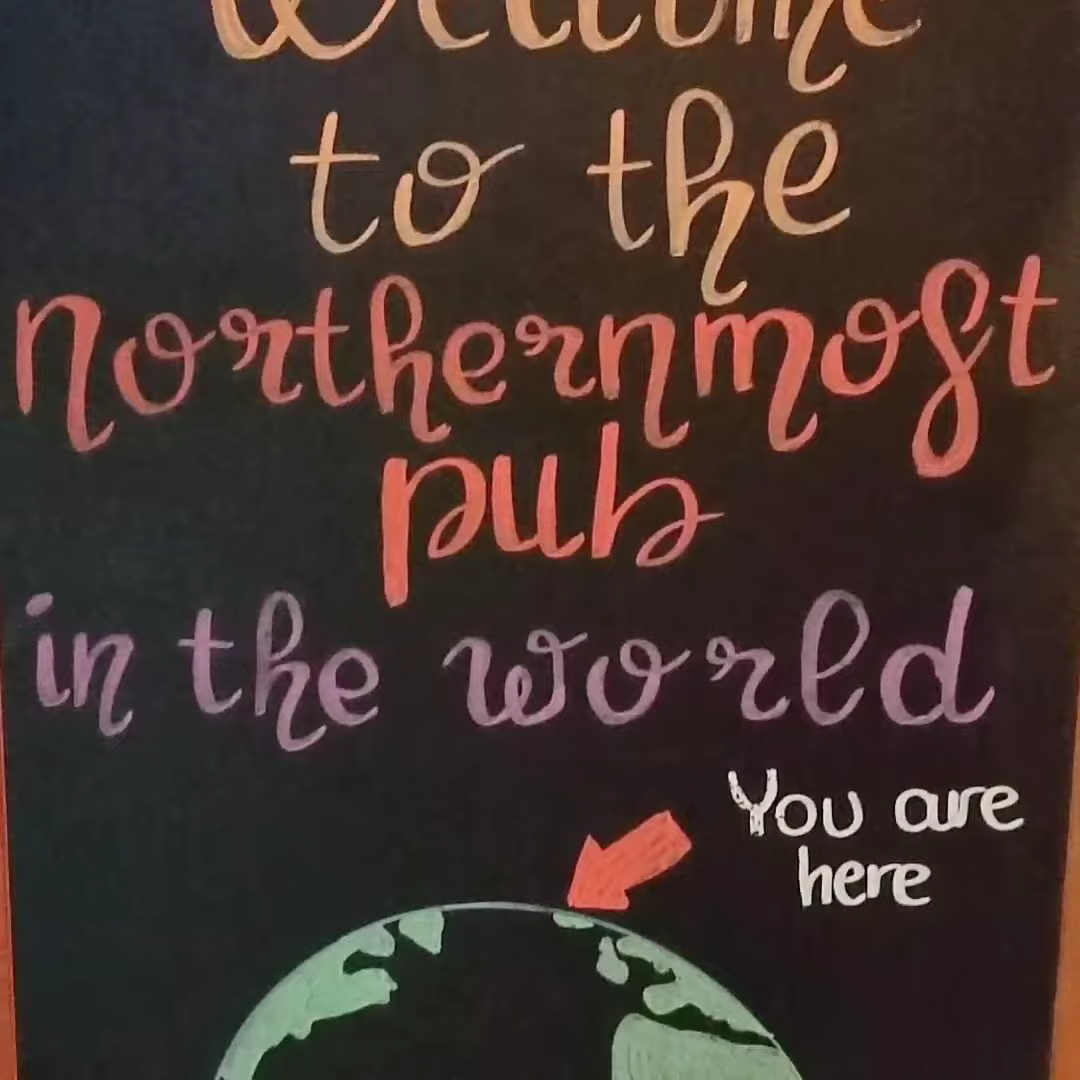 Welcome
to the
northernmost
pub
in the world
You are
here